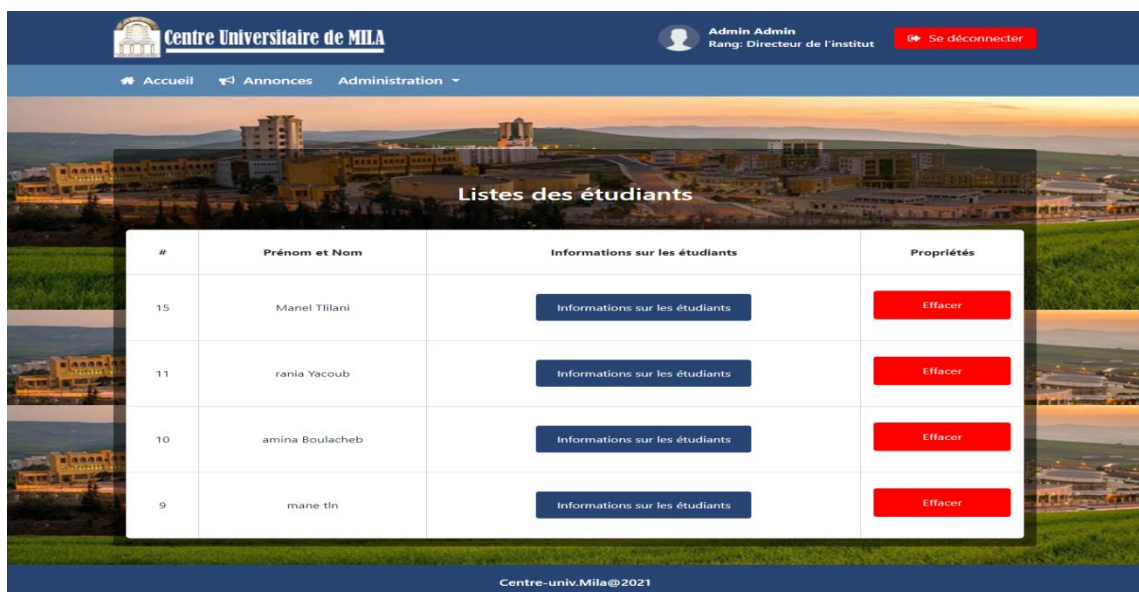 Centre Universitaire de MILA
Admin Admin
Rang: Directeur de l'institut
Se déconnecter
Accueil Annonces Administration
Listes des étudiants
# Prénom et Nom Informations sur les étudiants Propriétés
15 Manel Tlilani Informations sur les étudiants Effacer
11 rania Yacoub Informations sur les étudiants Effacer
10 amina Boulacheb Informations sur les étudiants Effacer
9 mane tln Informations sur les étudiants Effacer
Centre-univ.Mila@2021